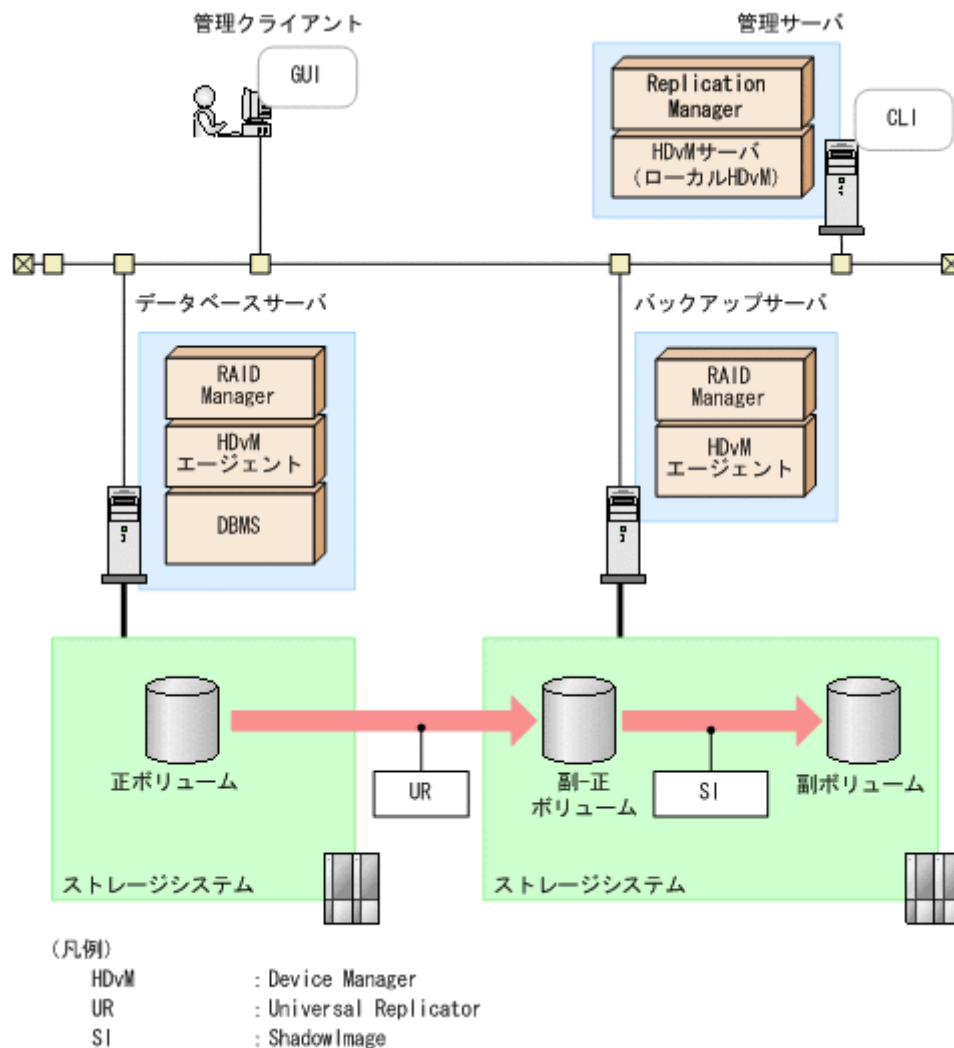 管理クライアント
管理サーバ
GUI
Replication
Manager
HDvMサーバ
(ローカルHDvM)
CLI
データベースサーバ
バックアップサーバ
RAID
Manager
HDvM
エージェント
DBMS
RAID
Manager
HDvM
エージェント
正ボリューム
UR
副-正
ボリューム
SI
副ボリューム
ストレージシステム
ストレージシステム
(凡例)
HDvM : Device Manager
UR : Universal Replicator
SI : ShadowImage